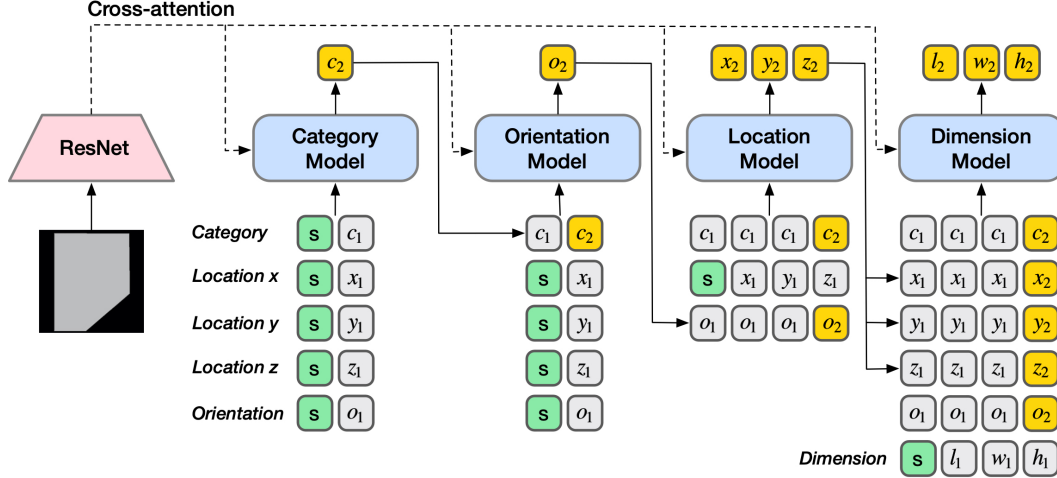 Cross-attention
c₂ o₂ x₂ y₂ z₂ l₂ w₂ h₂
ResNet
Category Model
Orientation Model
Location Model
Dimension Model
Category s c₁ c₁ c₂ c₁ c₁ c₁ c₂ c₁ c₁ c₁ c₂
Location x s x₁ s x₁ s x₁ y₁ z₁ x₁ x₁ x₁ x₂
Location y s y₁ s y₁ o₁ o₁ o₁ o₂ y₁ y₁ y₁ y₂
Location z s z₁ s z₁ z₁ z₁ z₁ z₂
Orientation s o₁ s o₁ o₁ o₁ o₁ o₂
Dimension s l₁ w₁ h₁